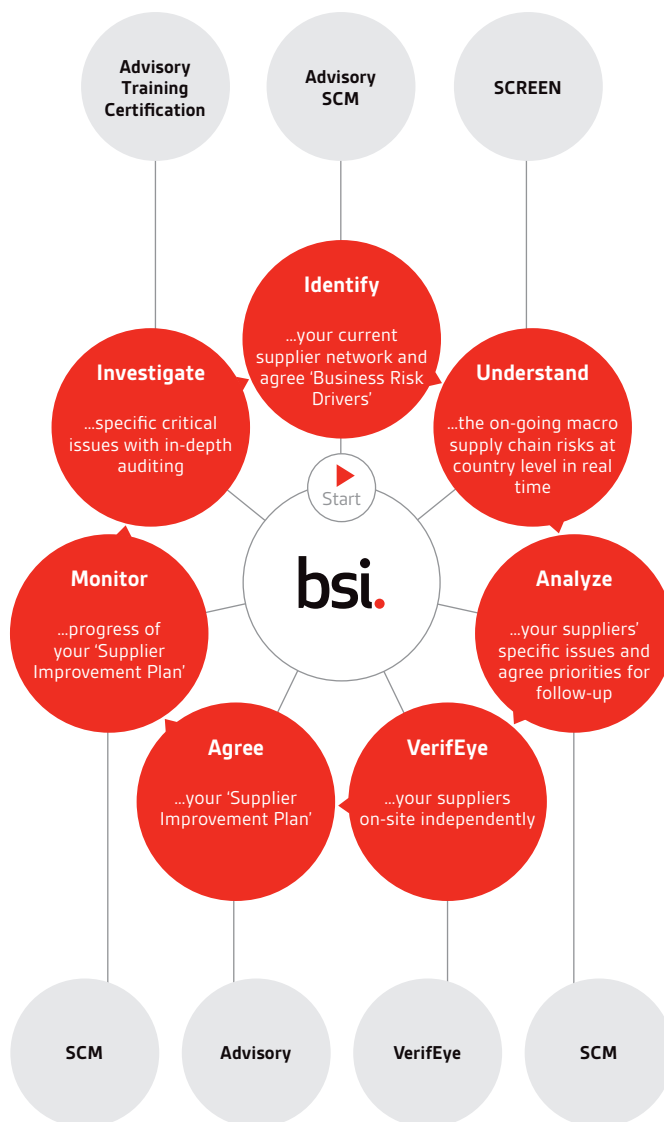 Advisory
Training
Certification
Advisory
SCM
SCREEN
Identify
...your current
supplier network and
agree ‘Business Risk
Drivers’
Investigate
...specific critical
issues with in-depth
auditing
Understand
...the on-going macro
supply chain risks at
country level in real
time
Start
bsi.
Monitor
...progress of
your ‘Supplier
Improvement Plan’
Analyze
...your suppliers’
specific issues and
agree priorities for
follow-up
Agree
...your ‘Supplier
Improvement Plan’
VerifEye
...your suppliers
on-site independently
SCM
Advisory
VerifEye
SCM